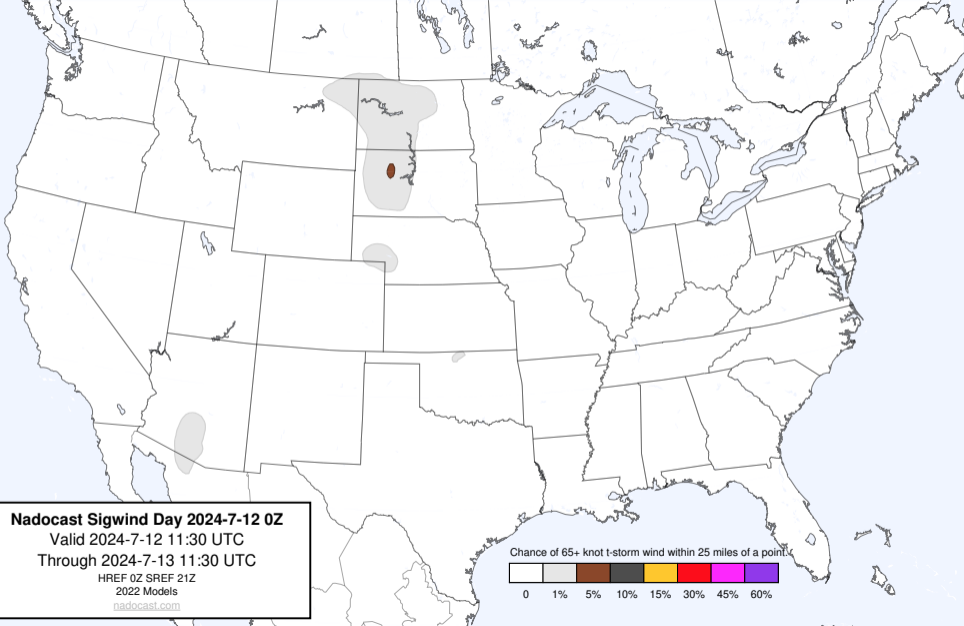 Nadocast Sigwind Day 2024-7-12 0Z
Valid 2024-7-12 11:30 UTC
Through 2024-7-13 11:30 UTC
HREF 0Z SREF 21Z
2022 Models
nadocast.com
Chance of 65+ knot t-storm wind within 25 miles of a point.
0 1% 5% 10% 15% 30% 45% 60%